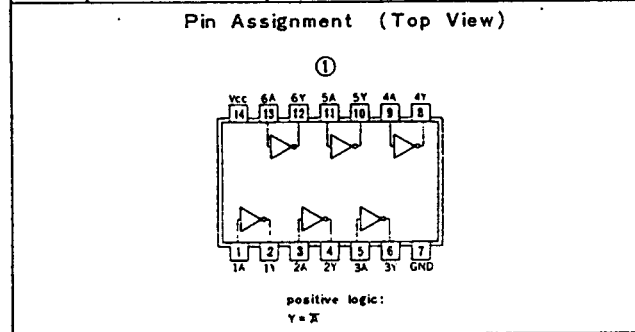 Pin Assignment (Top View)
①
Vcc 6A 6Y 5A 5Y 4A 4Y
14 13 12 11 10 9 8
1 2 3 4 5 6 7
1A 1Y 2A 2Y 3A 3Y GND
positive logic:
Y = A̅